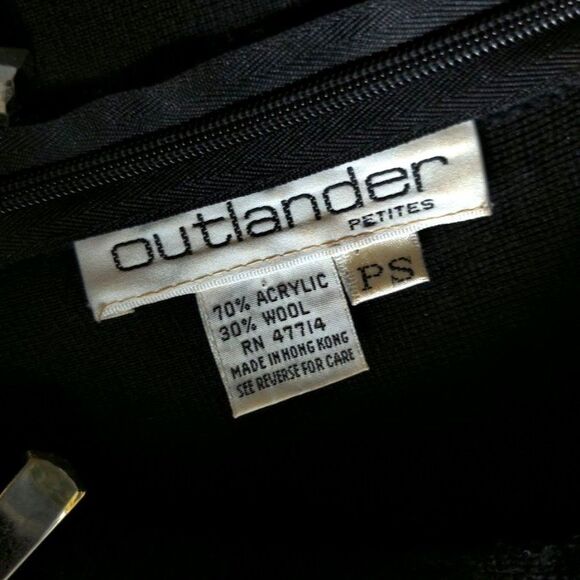 outlander
PETITES
PS
70% ACRYLIC
30% WOOL
RN 47714
MADE IN HONG KONG
SEE REVERSE FOR CARE